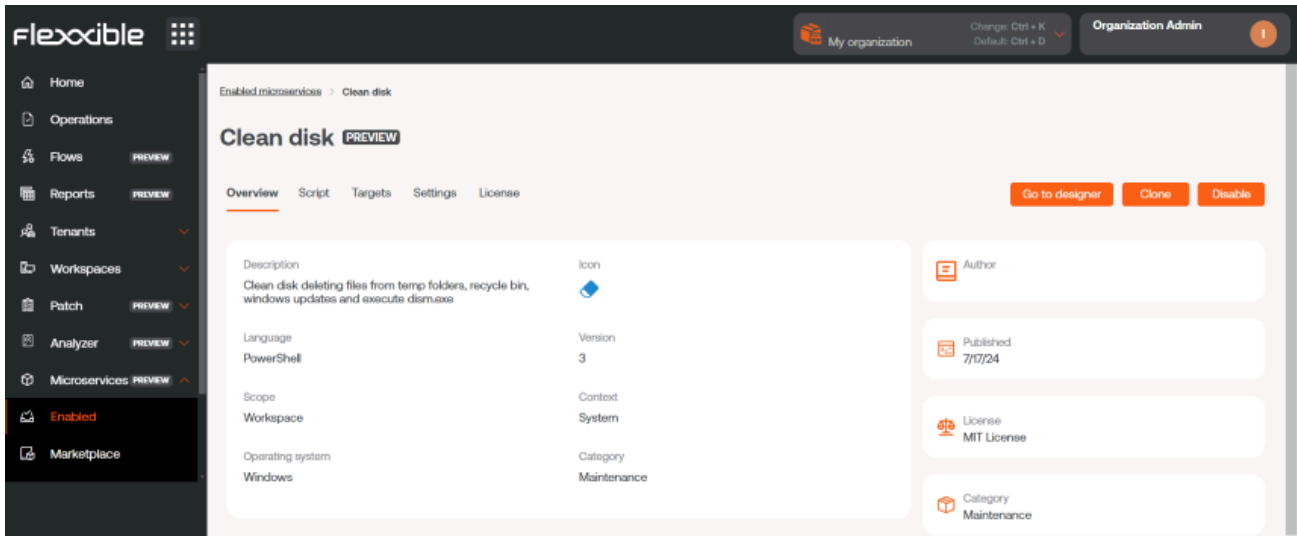 Flexxible
My organization
Change: Ctrl + K
Default: Ctrl + D
Organization Admin
I
Home
Operations
Flows PREVIEW
Reports PREVIEW
Tenants
Workspaces
Patch PREVIEW
Analyzer PREVIEW
Microservices PREVIEW
Enabled
Marketplace
Enabled microservices > Clean disk
Clean disk PREVIEW
Overview Script Targets Settings License
Go to designer Clone Disable
Description
Clean disk deleting files from temp folders, recycle bin,
windows updates and execute dism.exe
Icon
Language
PowerShell
Version
3
Scope
Workspace
Context
System
Operating system
Windows
Category
Maintenance
Author
Published
7/17/24
License
MIT License
Category
Maintenance